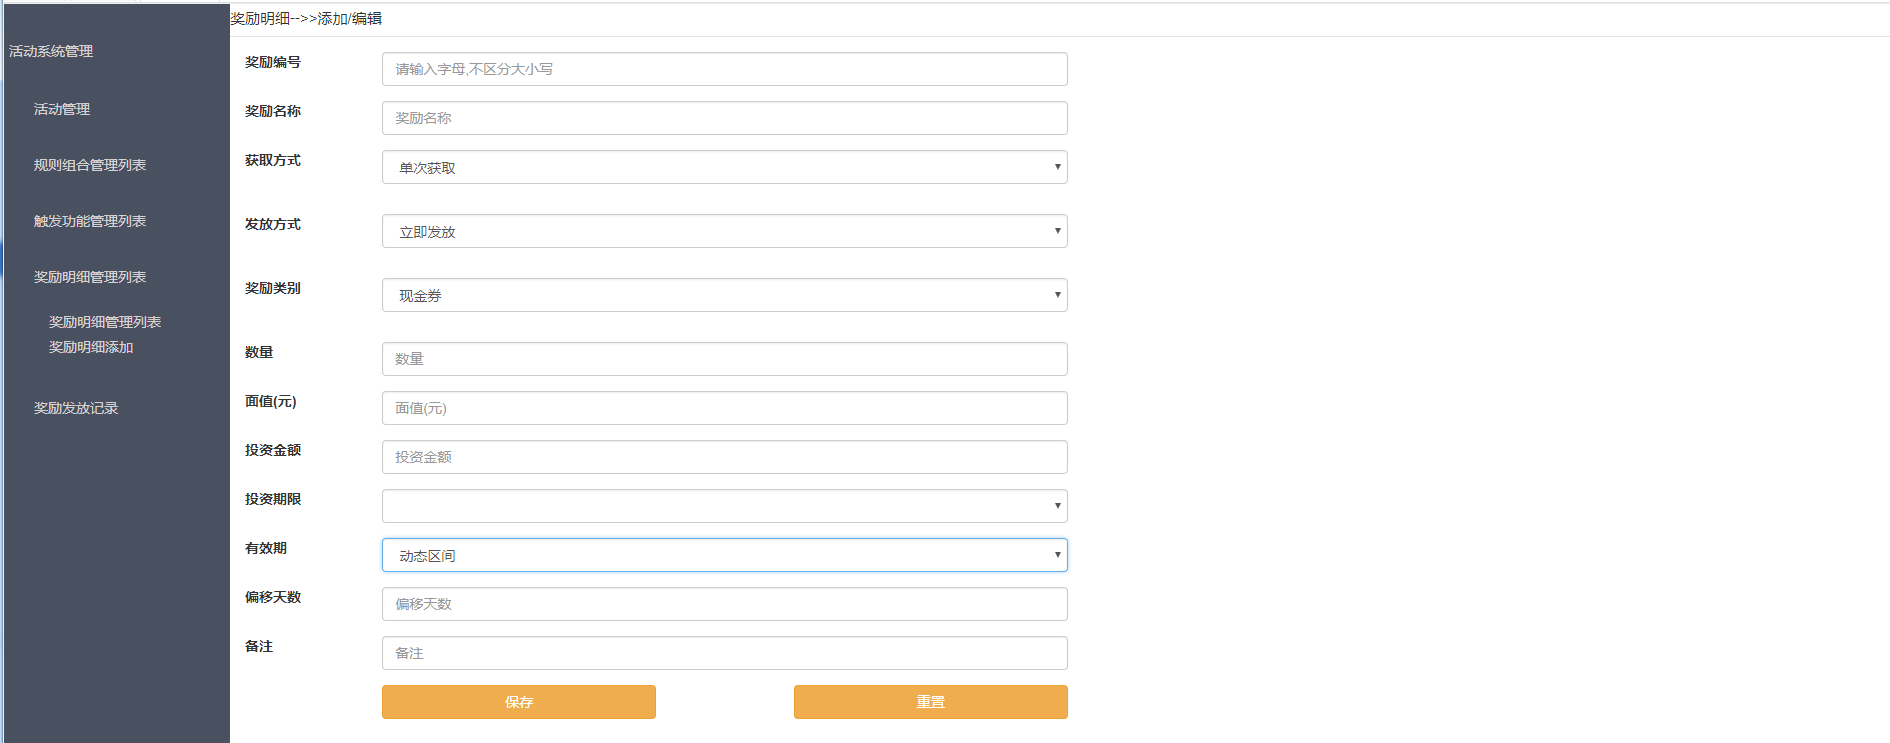 奖励明细-->>添加/编辑
活动系统管理
活动管理
规则组合管理列表
触发功能管理列表
奖励明细管理列表
奖励明细管理列表
奖励明细添加
奖励发放记录
奖励编号
请输入字母,不区分大小写
奖励名称
奖励名称
获取方式
单次获取
发放方式
立即发放
奖励类别
现金券
数量
数量
面值(元)
面值(元)
投资金额
投资金额
投资期限
有效期
动态区间
偏移天数
偏移天数
备注
备注
保存
重置